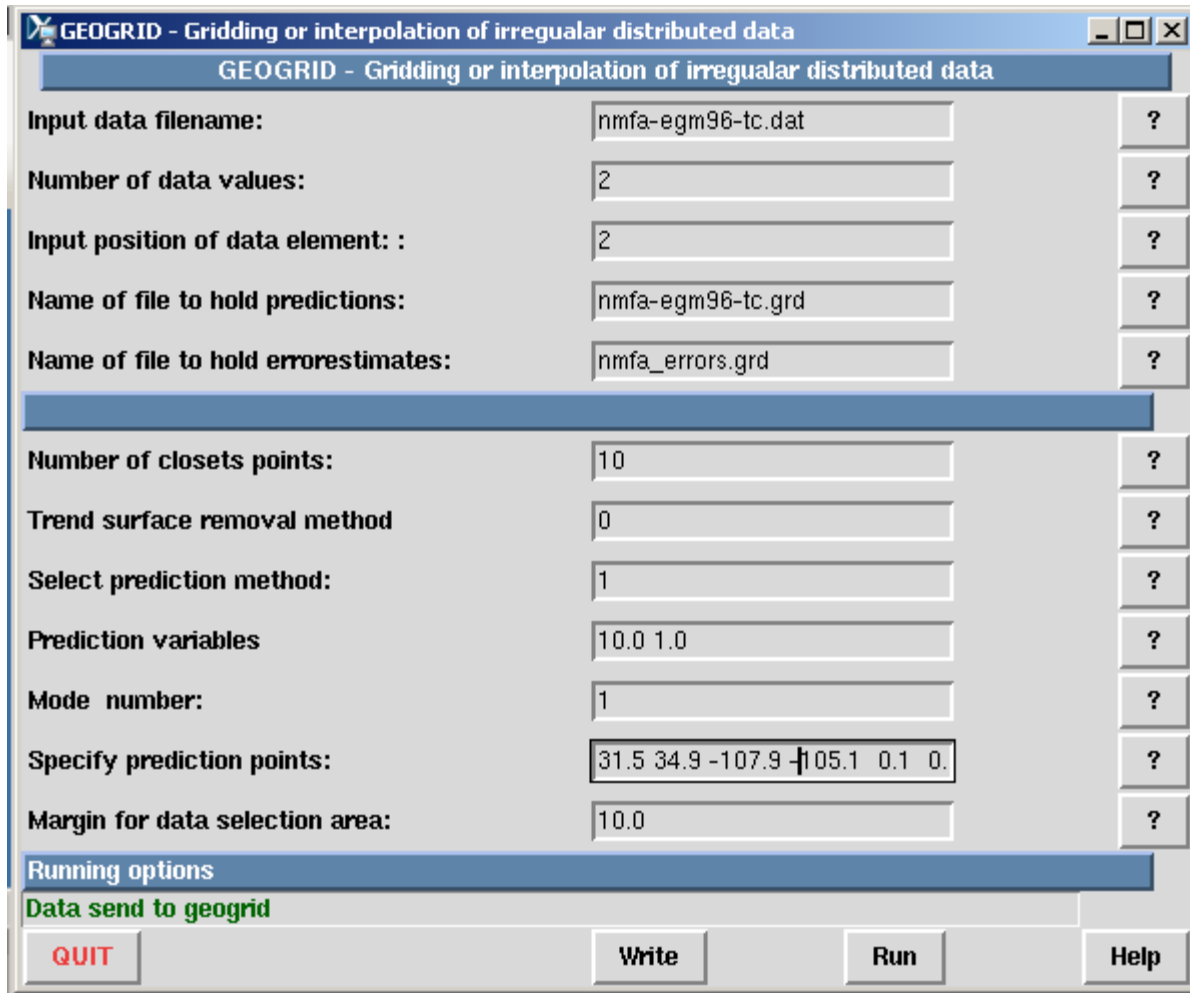 GEOGRID - Gridding or interpolation of irregualar distributed data
GEOGRID - Gridding or interpolation of irregualar distributed data
Input data filename: nmfa-egm96-tc.dat ?
Number of data values: 2 ?
Input position of data element: : 2 ?
Name of file to hold predictions: nmfa-egm96-tc.grd ?
Name of file to hold errorestimates: nmfa_errors.grd ?
Number of closets points: 10 ?
Trend surface removal method 0 ?
Select prediction method: 1 ?
Prediction variables 10.0 1.0 ?
Mode number: 1 ?
Specify prediction points: 31.5 34.9 -107.9 -105.1 0.1 0. ?
Margin for data selection area: 10.0 ?
Running options
Data send to geogrid
QUIT Write Run Help